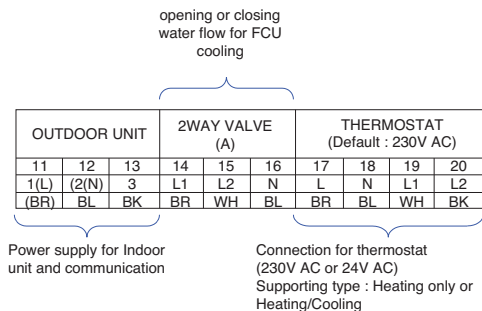 opening or closing
water flow for FCU
cooling
OUTDOOR UNIT 2WAY VALVE (A) THERMOSTAT (Default : 230V AC)
11 12 13 14 15 16 17 18 19 20
1(L) (2(N) 3 L1 L2 N L N L1 L2
(BR) BL BK BR WH BL BR BL WH BK
Power supply for Indoor
unit and communication
Connection for thermostat
(230V AC or 24V AC)
Supporting type : Heating only or
Heating/Cooling